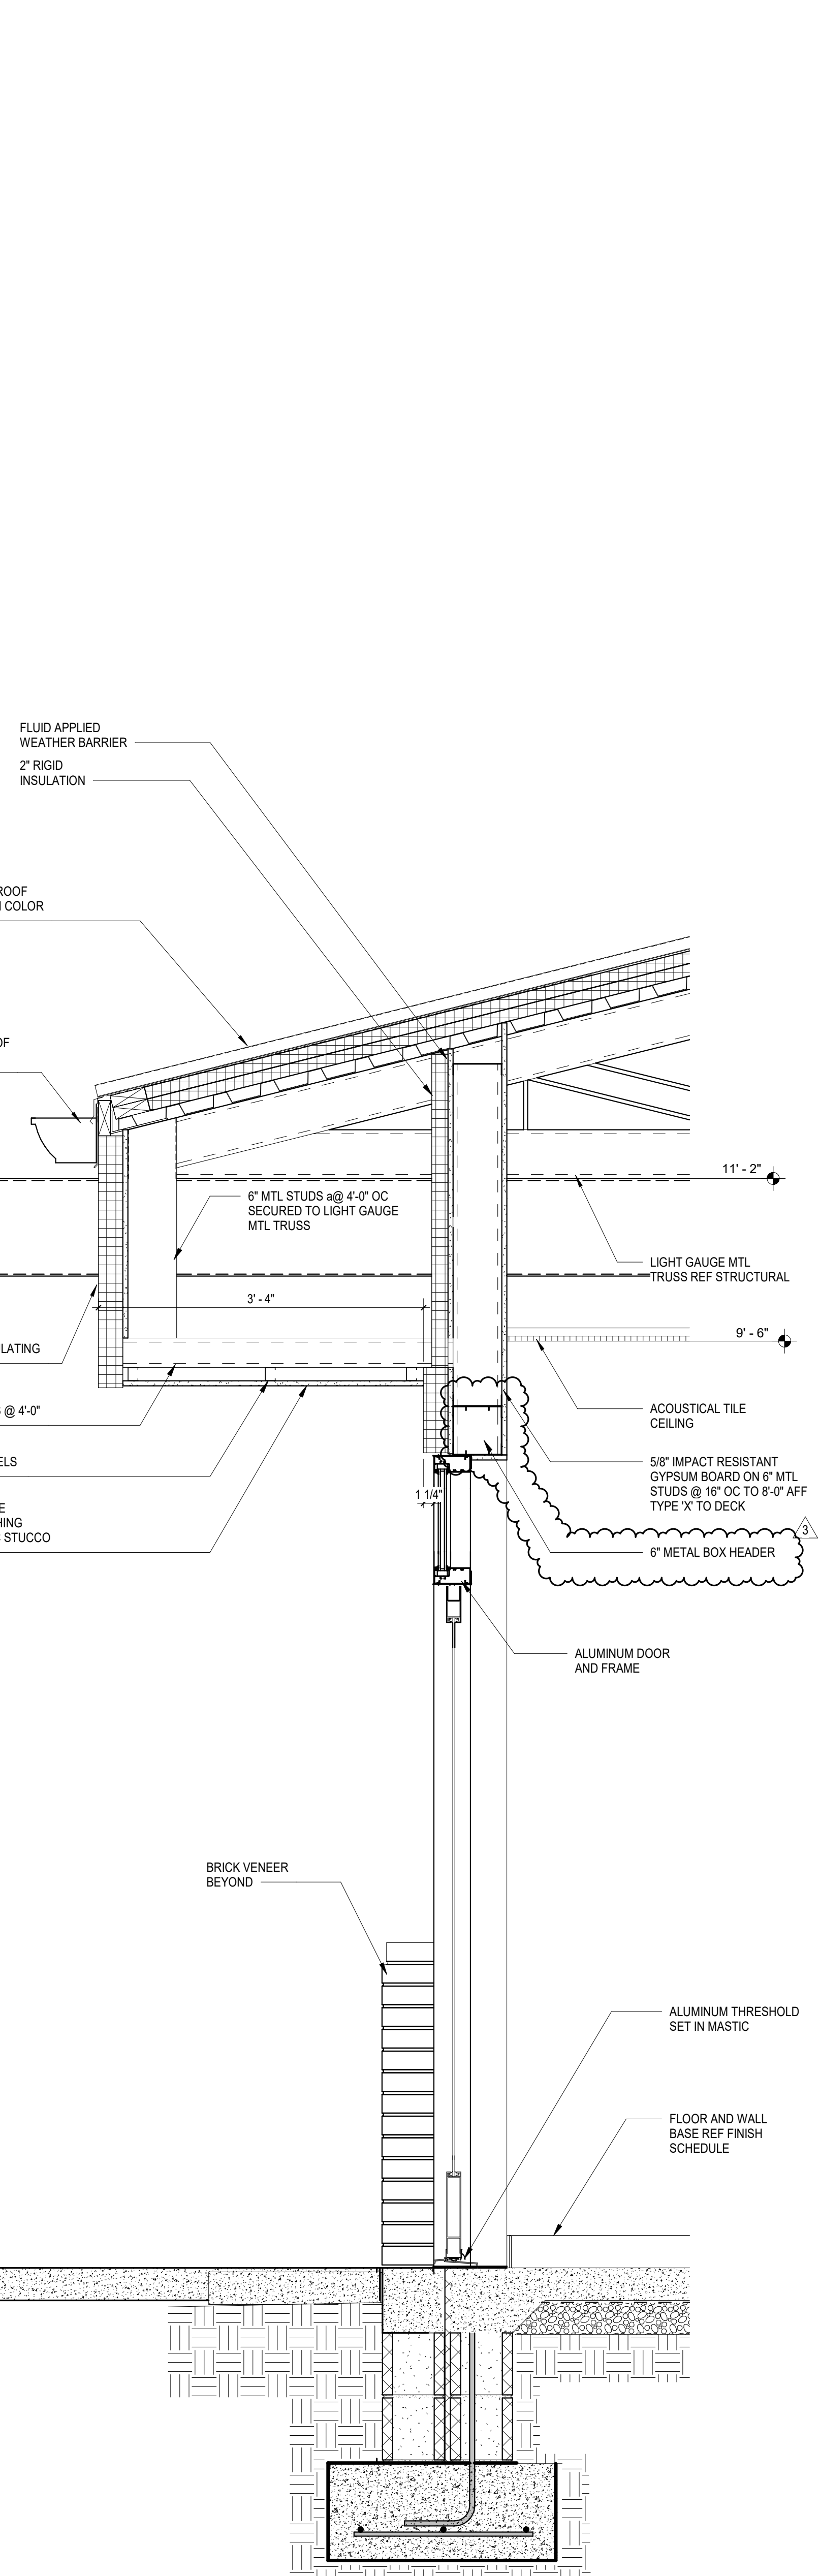 FLUID APPLIED
WEATHER BARRIER
2" RIGID
INSULATION
ROOF
COLOR
OF
11' - 2"
6" MTL STUDS a@ 4'-0" OC
SECURED TO LIGHT GAUGE
MTL TRUSS
LIGHT GAUGE MTL
TRUSS REF STRUCTURAL
3' - 4"
9' - 6"
LATING
@ 4'-0"
ACOUSTICAL TILE
CEILING
ELS
5/8" IMPACT RESISTANT
GYPSUM BOARD ON 6" MTL
STUDS @ 16" OC TO 8'-0" AFF
TYPE 'X' TO DECK
1 1/4"
E
HING
STUCCO
3
6" METAL BOX HEADER
ALUMINUM DOOR
AND FRAME
BRICK VENEER
BEYOND
ALUMINUM THRESHOLD
SET IN MASTIC
FLOOR AND WALL
BASE REF FINISH
SCHEDULE